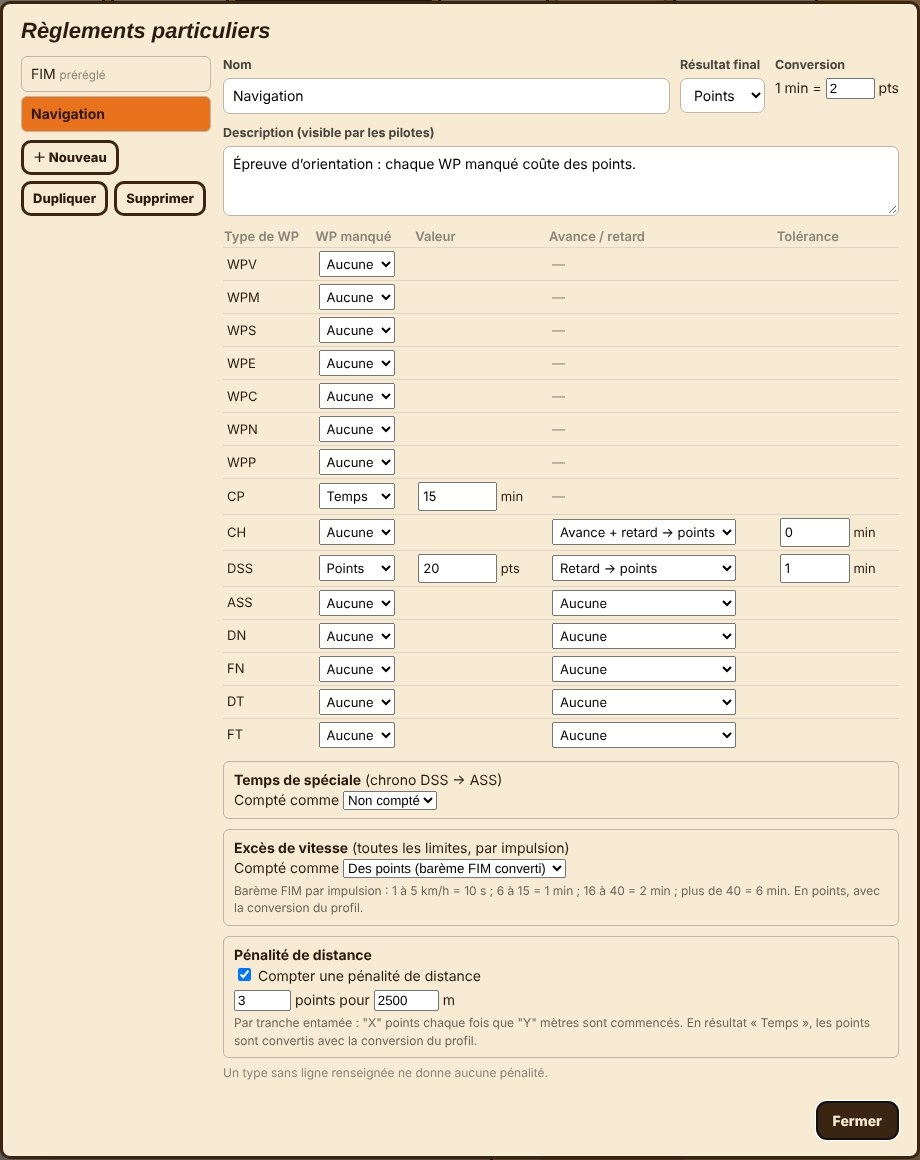 Règlements particuliers
FIM préréglé
Navigation
+ Nouveau
Dupliquer Supprimer
Nom Résultat final Conversion
Navigation Points 1 min = 2 pts
Description (visible par les pilotes)
Épreuve d’orientation : chaque WP manqué coûte des points.
Type de WP WP manqué Valeur Avance / retard Tolérance
WPV Aucune —
WPM Aucune —
WPS Aucune —
WPE Aucune —
WPC Aucune —
WPN Aucune —
WPP Aucune —
CP Temps 15 min —
CH Aucune Avance + retard → points 0 min
DSS Points 20 pts Retard → points 1 min
ASS Aucune Aucune
DN Aucune Aucune
FN Aucune Aucune
DT Aucune Aucune
FT Aucune Aucune
Temps de spéciale (chrono DSS → ASS)
Compté comme Non compté
Excès de vitesse (toutes les limites, par impulsion)
Compté comme Des points (barème FIM converti)
Barème FIM par impulsion : 1 à 5 km/h = 10 s ; 6 à 15 = 1 min ; 16 à 40 = 2 min ; plus de 40 = 6 min. En points, avec
la conversion du profil.
Pénalité de distance
Compter une pénalité de distance
3 points pour 2500 m
Par tranche entamée : "X" points chaque fois que "Y" mètres sont commencés. En résultat « Temps », les points
sont convertis avec la conversion du profil.
Un type sans ligne renseignée ne donne aucune pénalité.
Fermer